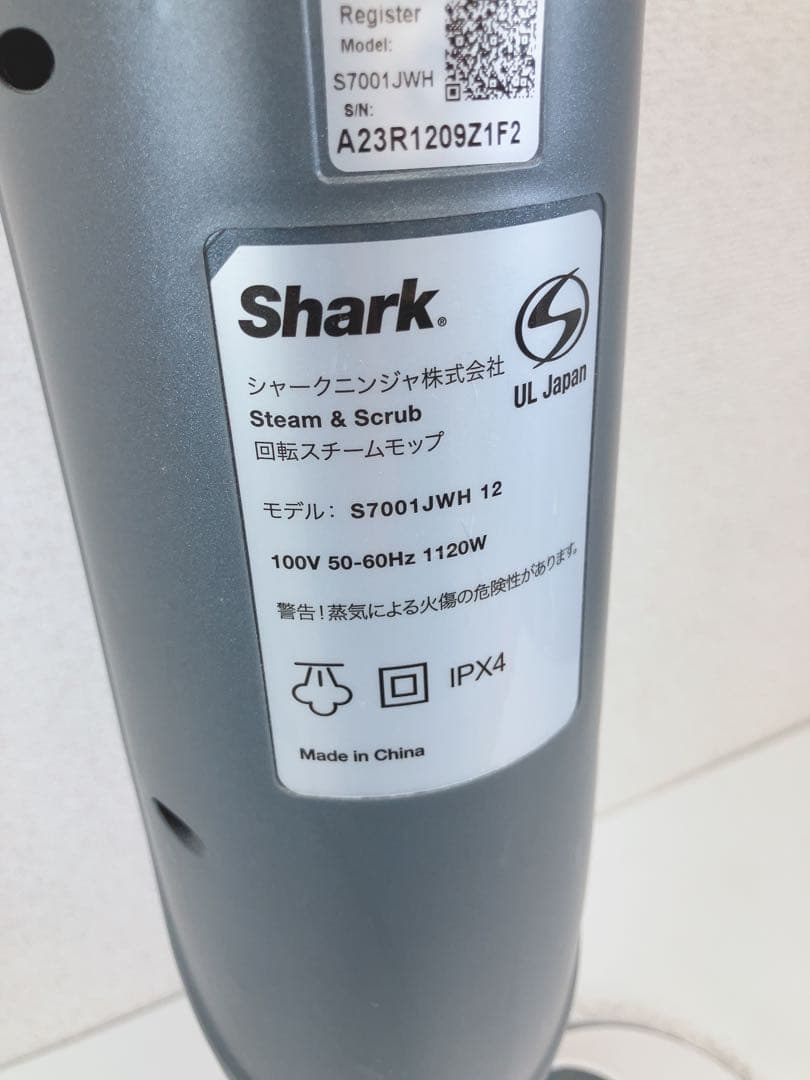 Register
Model:
S7001JWH
S/N:
A23R1209Z1F2
Shark®
シャークニンジャ株式会社
UL Japan
Steam & Scrub
回転スチームモップ
モデル: S7001JWH 12
100V 50-60Hz 1120W
警告!蒸気による火傷の危険性があります。
IPX4
Made in China